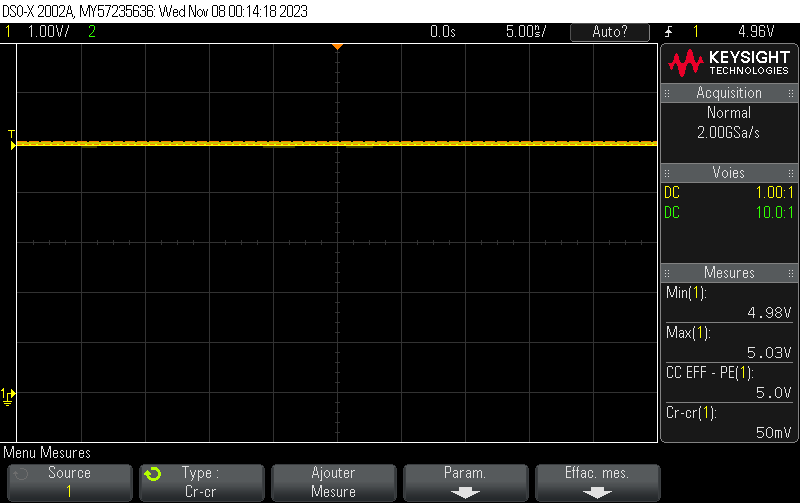 DSO-X 2002A, MY57235636: Wed Nov 08 00:14:18 2023
1 1.00V/ 2 0.0s 5.00ns/ Auto? 1 4.96V
KEYSIGHT
TECHNOLOGIES
Acquisition
Normal
2.00GSa/s
Voies
DC 1.00:1
DC 10.0:1
Mesures
Min(1):
4.98V
Max(1):
5.03V
CC EFF - PE(1):
5.0V
Cr-cr(1):
50mV
T
1
Menu Mesures
Source
1
Type :
Cr-cr
Ajouter
Mesure
Param.
Effac. mes.